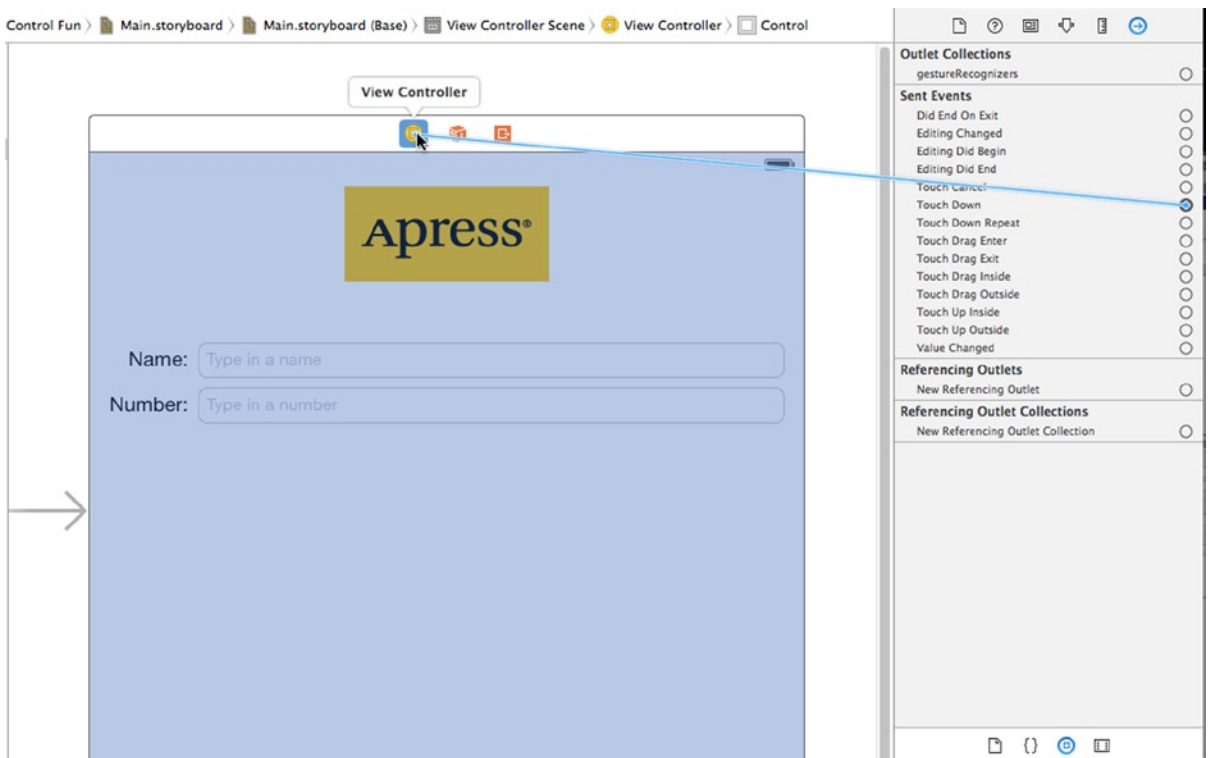 Control Fun 〉 Main.storyboard 〉 Main.storyboard (Base) 〉 View Controller Scene 〉 View Controller 〉 Control
View Controller
Apress®
Name: Type in a name
Number: Type in a number
Outlet Collections
gestureRecognizers
Sent Events
Did End On Exit
Editing Changed
Editing Did Begin
Editing Did End
Touch Cancel
Touch Down
Touch Down Repeat
Touch Drag Enter
Touch Drag Exit
Touch Drag Inside
Touch Drag Outside
Touch Up Inside
Touch Up Outside
Value Changed
Referencing Outlets
New Referencing Outlet
Referencing Outlet Collections
New Referencing Outlet Collection